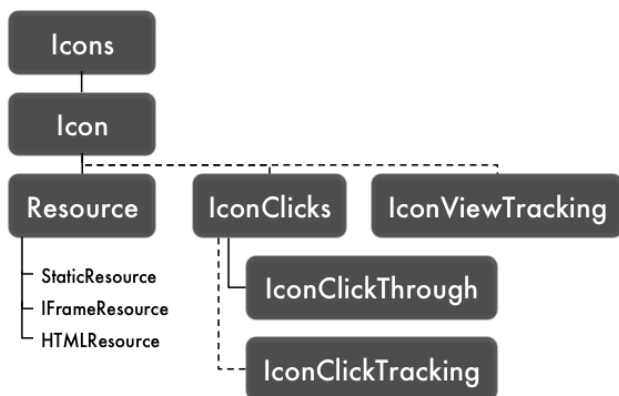 Icons
Icon
Resource
IconClicks
IconViewTracking
StaticResource
IFrameResource
HTMLResource
IconClickThrough
IconClickTracking